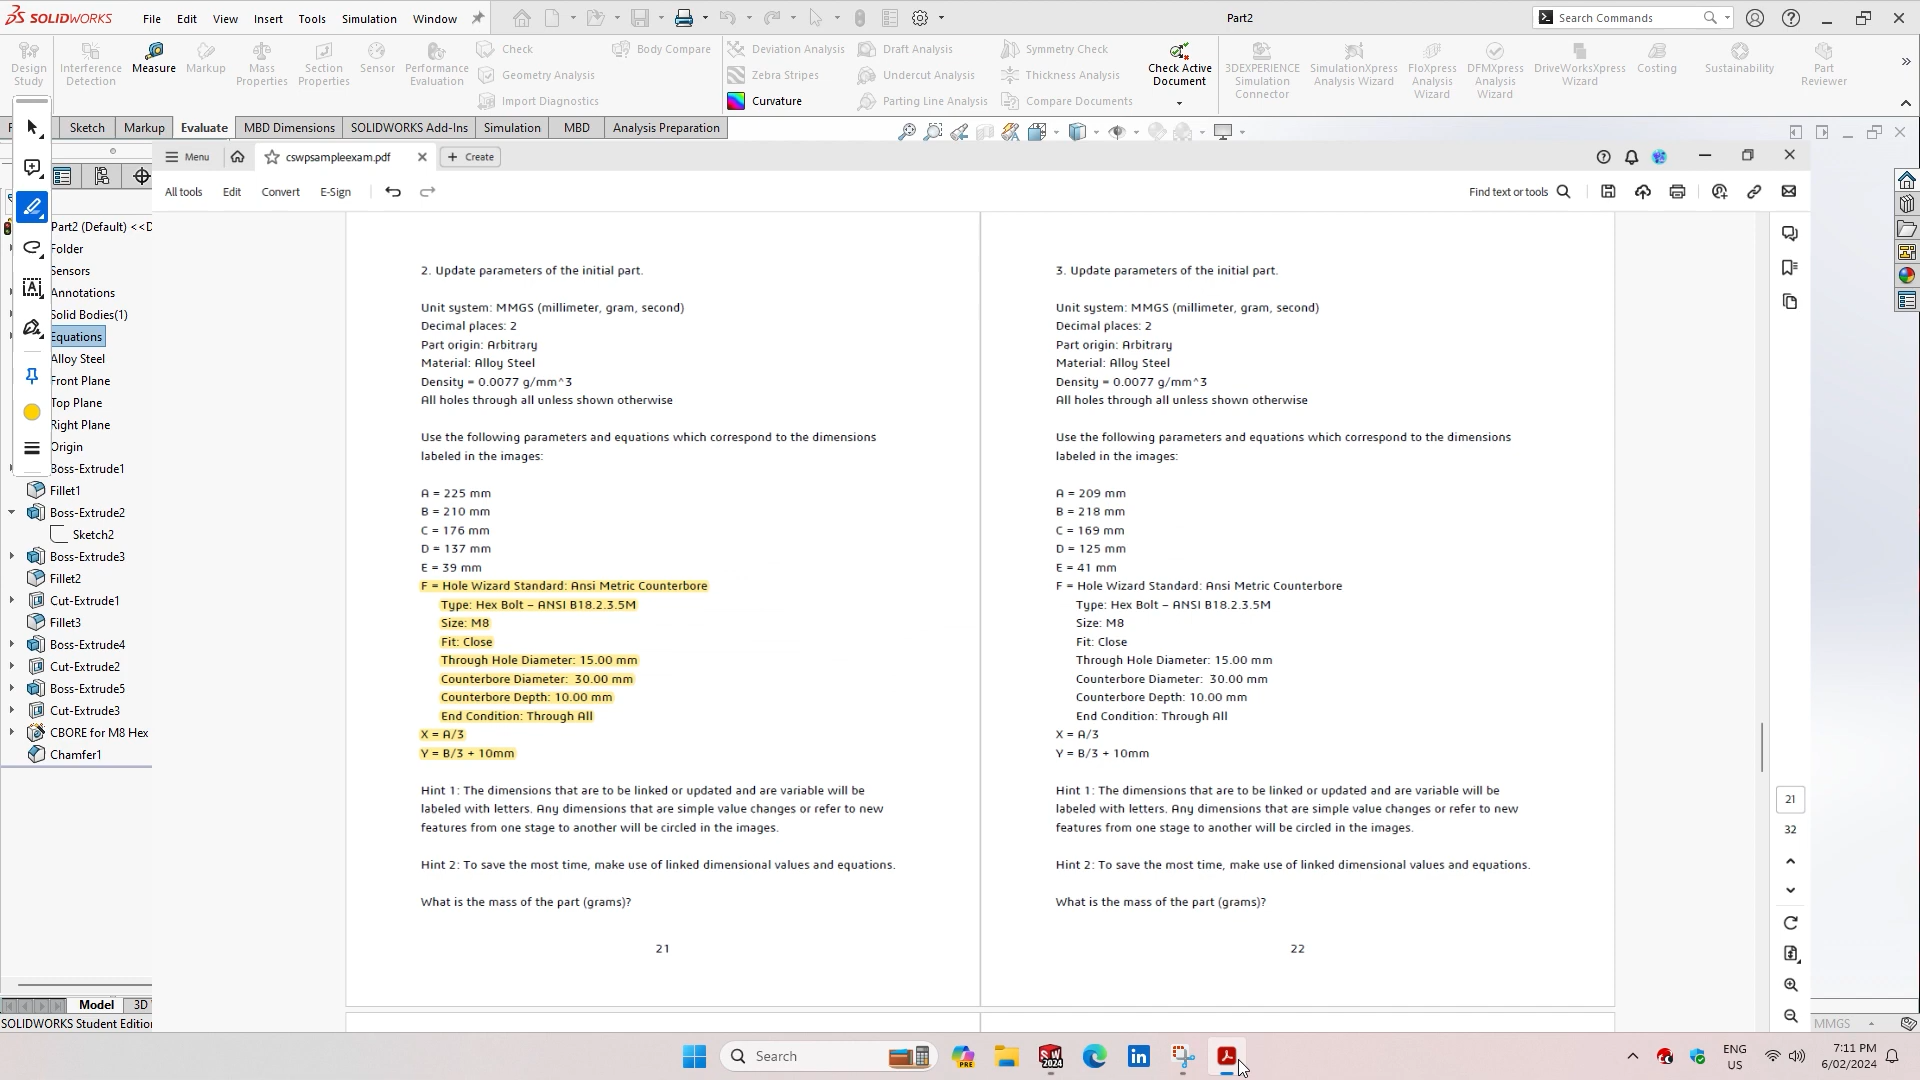 SOLIDWORKS File Edit View Insert Tools Simulation Window
Part2
Search Commands
Design Study
Interference Detection
Measure
Markup
Mass Properties
Section Properties
Sensor
Performance Evaluation
Check
Geometry Analysis
Import Diagnostics
Body Compare
Deviation Analysis
Zebra Stripes
Curvature
Draft Analysis
Undercut Analysis
Parting Line Analysis
Symmetry Check
Thickness Analysis
Compare Documents
Check Active Document
3DEXPERIENCE Simulation Connector
SimulationXpress Analysis Wizard
FloXpress Analysis Wizard
DFMXpress Analysis Wizard
DriveWorksXpress Wizard
Costing
Sustainability
Part Reviewer
Sketch Markup Evaluate MBD Dimensions SOLIDWORKS Add-Ins Simulation MBD Analysis Preparation
Menu
cswpsampleexam.pdf
Create
All tools Edit Convert E-Sign
Find text or tools
Part2 (Default) <<D
Folder
Sensors
Annotations
Solid Bodies(1)
Equations
Alloy Steel
Front Plane
Top Plane
Right Plane
Origin
Boss-Extrude1
Fillet1
Boss-Extrude2
Sketch2
Boss-Extrude3
Fillet2
Cut-Extrude1
Fillet3
Boss-Extrude4
Cut-Extrude2
Boss-Extrude5
Cut-Extrude3
CBORE for M8 Hex
Chamfer1
Model 3D
SOLIDWORKS Student Edition
2. Update parameters of the initial part.
Unit system: MMGS (millimeter, gram, second)
Decimal places: 2
Part origin: Arbitrary
Material: Alloy Steel
Density = 0.0077 g/mm^3
All holes through all unless shown otherwise
Use the following parameters and equations which correspond to the dimensions
labeled in the images:
A = 225 mm
B = 210 mm
C = 176 mm
D = 137 mm
E = 39 mm
F = Hole Wizard Standard: Ansi Metric Counterbore
Type: Hex Bolt – ANSI B18.2.3.5M
Size: M8
Fit: Close
Through Hole Diameter: 15.00 mm
Counterbore Diameter: 30.00 mm
Counterbore Depth: 10.00 mm
End Condition: Through All
X = A/3
Y = B/3 + 10mm
Hint 1: The dimensions that are to be linked or updated and are variable will be
labeled with letters. Any dimensions that are simple value changes or refer to new
features from one stage to another will be circled in the images.
Hint 2: To save the most time, make use of linked dimensional values and equations.
What is the mass of the part (grams)?
21
3. Update parameters of the initial part.
Unit system: MMGS (millimeter, gram, second)
Decimal places: 2
Part origin: Arbitrary
Material: Alloy Steel
Density = 0.0077 g/mm^3
All holes through all unless shown otherwise
Use the following parameters and equations which correspond to the dimensions
labeled in the images:
A = 209 mm
B = 218 mm
C = 169 mm
D = 125 mm
E = 41 mm
F = Hole Wizard Standard: Ansi Metric Counterbore
Type: Hex Bolt – ANSI B18.2.3.5M
Size: M8
Fit: Close
Through Hole Diameter: 15.00 mm
Counterbore Diameter: 30.00 mm
Counterbore Depth: 10.00 mm
End Condition: Through All
X = A/3
Y = B/3 + 10mm
Hint 1: The dimensions that are to be linked or updated and are variable will be
labeled with letters. Any dimensions that are simple value changes or refer to new
features from one stage to another will be circled in the images.
Hint 2: To save the most time, make use of linked dimensional values and equations.
What is the mass of the part (grams)?
22
21
32
MMGS
Search
PRE
SW 2024
ENG
US
7:11 PM
6/02/2024